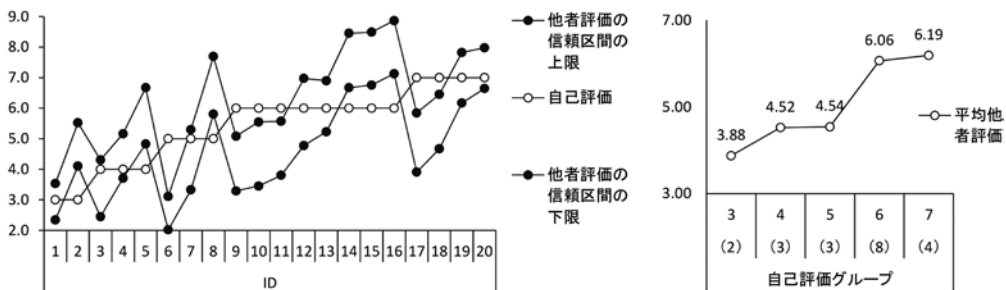 9.0
8.0
7.0
6.0
5.0
4.0
3.0
2.0
1 2 3 4 5 6 7 8 9 10 11 12 13 14 15 16 17 18 19 20
ID
他者評価の
信頼区間の
上限
自己評価
他者評価の
信頼区間の
下限
7.00
5.00
3.00
3.88
4.52
4.54
6.06
6.19
平均他
者評価
3 4 5 6 7
(2) (3) (3) (8) (4)
自己評価グループ